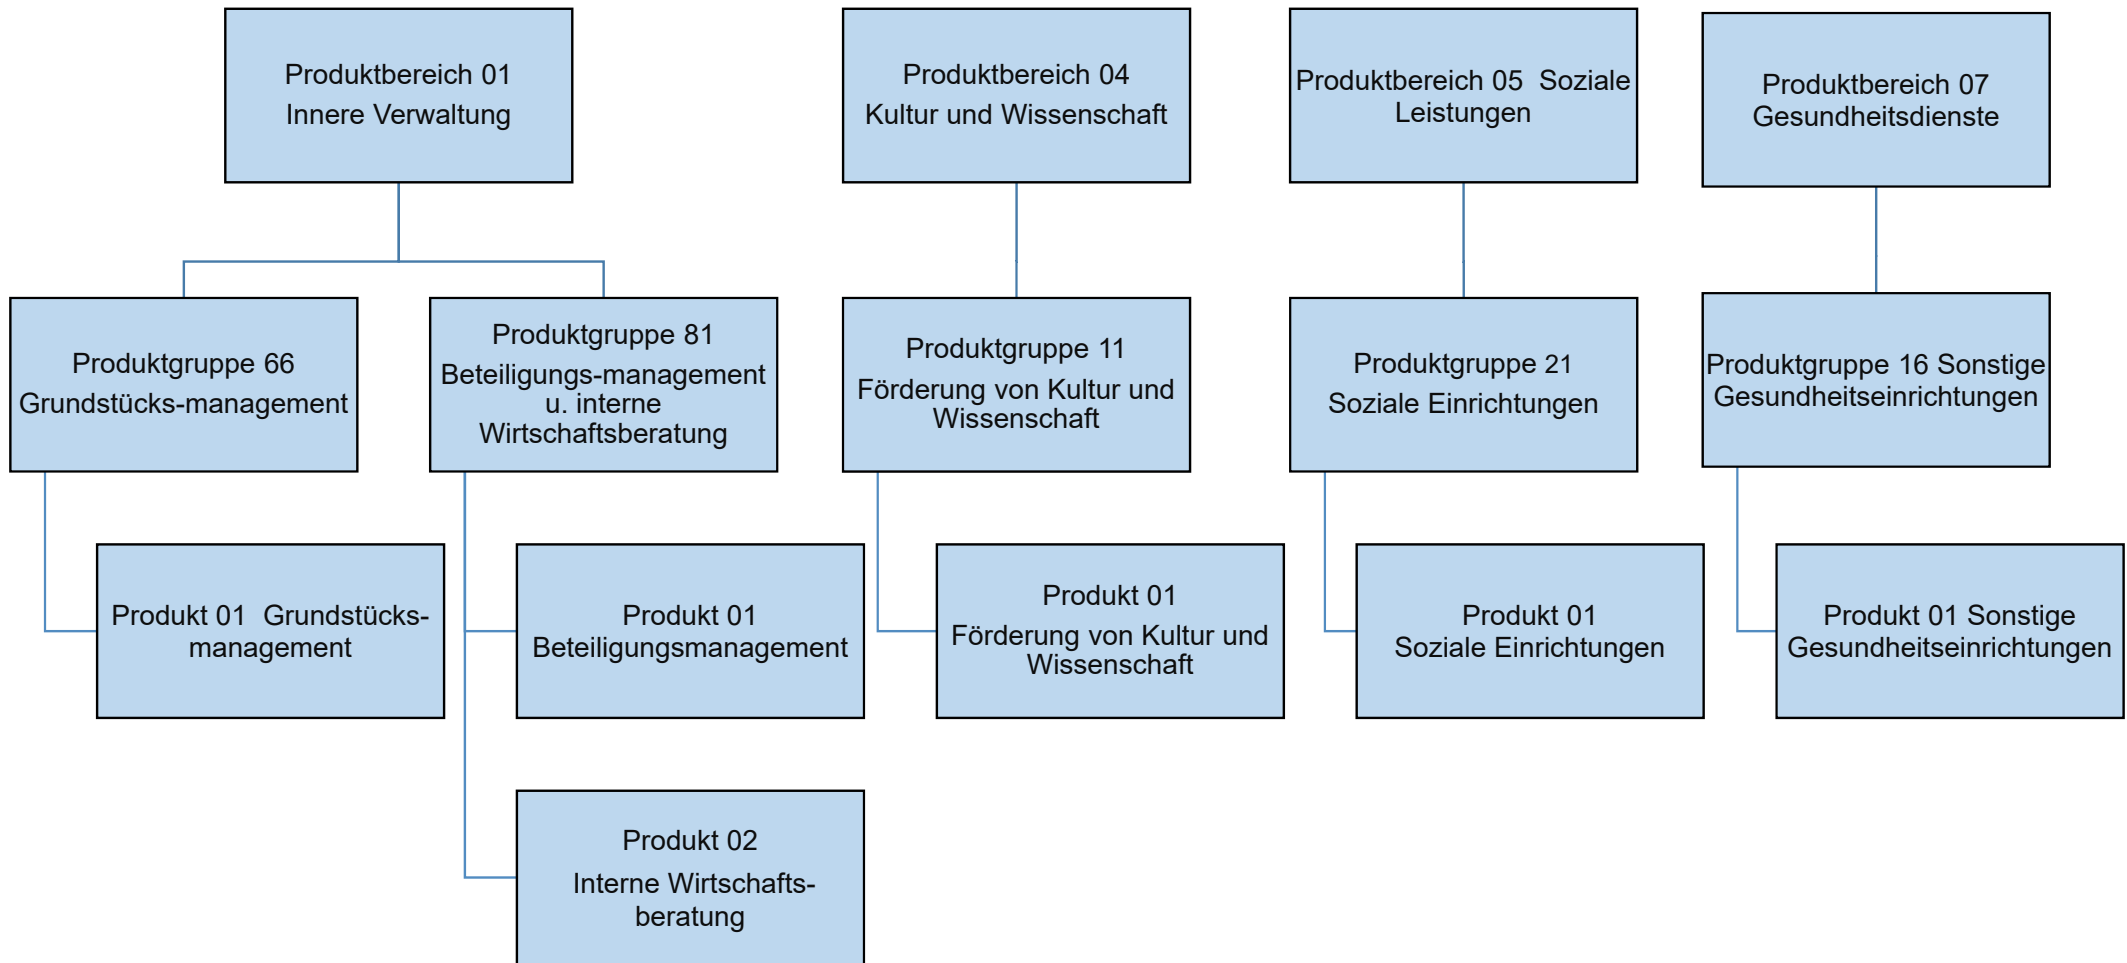 Produktbereich 01
Innere Verwaltung
Produktbereich 04
Kultur und Wissenschaft
Produktbereich 05  Soziale
Leistungen
Produktbereich 07
Gesundheitsdienste
Produktgruppe 66
Grundstücks-management
Produktgruppe 81
Beteiligungs-management
u. interne
Wirtschaftsberatung
Produktgruppe 11
Förderung von Kultur und
Wissenschaft
Produktgruppe 21
Soziale Einrichtungen
Produktgruppe 16 Sonstige
Gesundheitseinrichtungen
Produkt 01  Grundstücks-
management
Produkt 01
Beteiligungsmanagement
Produkt 01
Förderung von Kultur und
Wissenschaft
Produkt 01
Soziale Einrichtungen
Produkt 01 Sonstige
Gesundheitseinrichtungen
Produkt 02
Interne Wirtschafts-
beratung